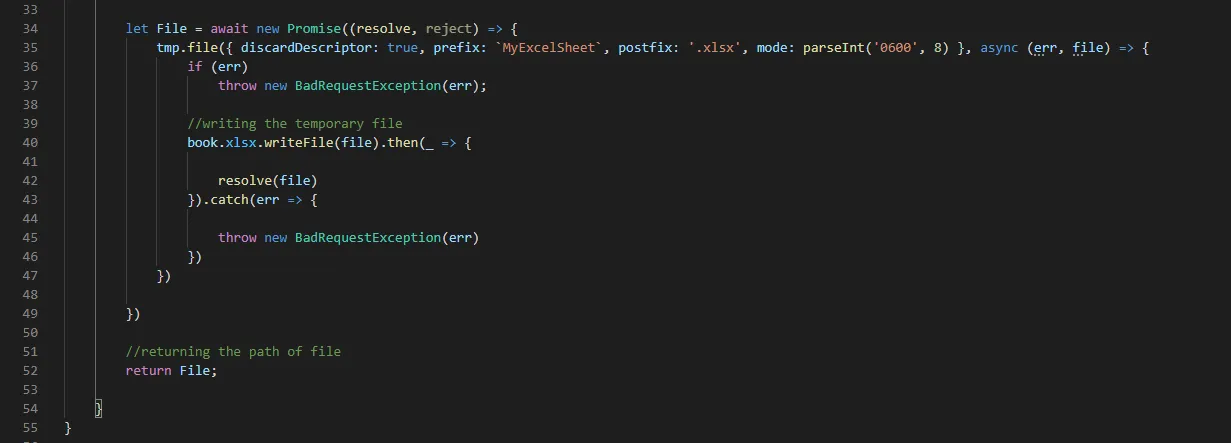 33
34 let File = await new Promise((resolve, reject) => {
35 tmp.file({ discardDescriptor: true, prefix: `MyExcelSheet`, postfix: '.xlsx', mode: parseInt('0600', 8) }, async (err, file) => {
36 if (err)
37 throw new BadRequestException(err);
38
39 //writing the temporary file
40 book.xlsx.writeFile(file).then(_ => {
41
42 resolve(file)
43 }).catch(err => {
44
45 throw new BadRequestException(err)
46 })
47 })
48
49 })
50
51 //returning the path of file
52 return File;
53
54 }
55 }